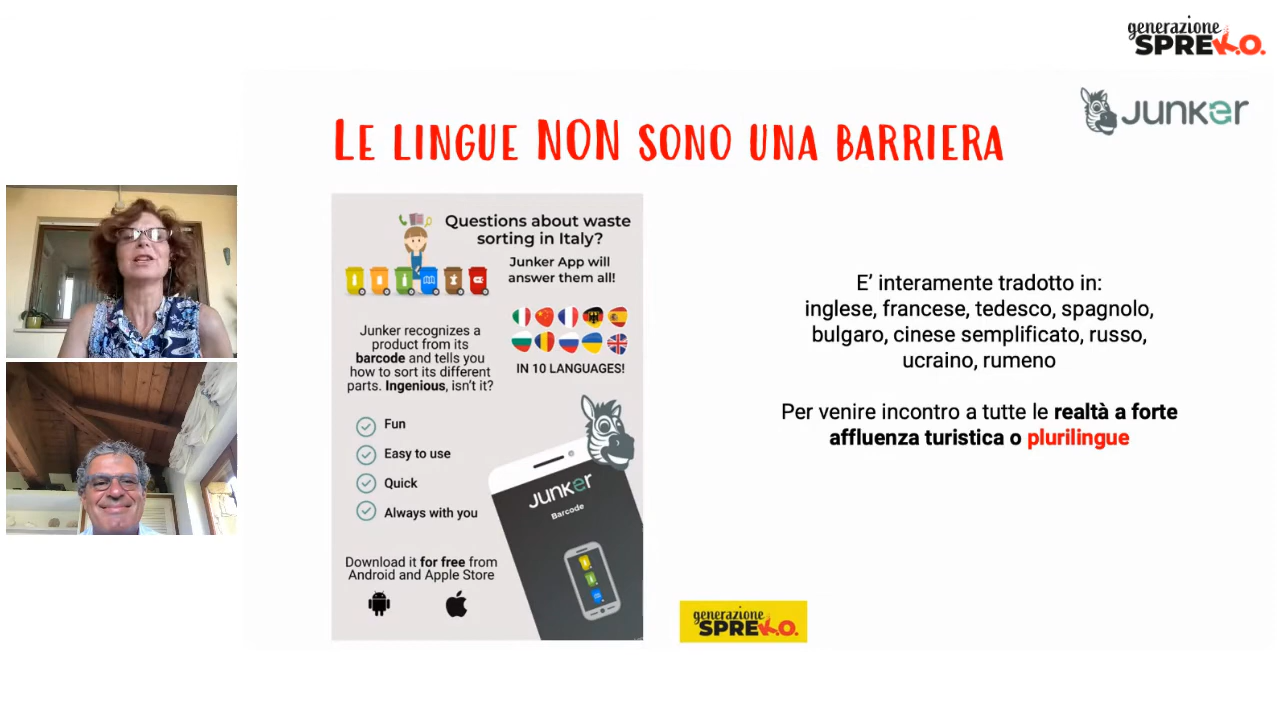 generazione
SPREK.O.
JUNKER
LE LINGUE NON SONO UNA BARRIERA
Questions about waste
sorting in Italy?
Junker App will
answer them all!
Junker recognizes a
product from its
barcode and tells you
how to sort its different
parts. Ingenious, isn't it?
IN 10 LANGUAGES!
Fun
Easy to use
Quick
Always with you
Download it for free from
Android and Apple Store
JUNKER
Barcode
E' interamente tradotto in:
inglese, francese, tedesco, spagnolo,
bulgaro, cinese semplificato, russo,
ucraino, rumeno
Per venire incontro a tutte le realtà a forte
affluenza turistica o plurilingue
generazione
SPREK.O.